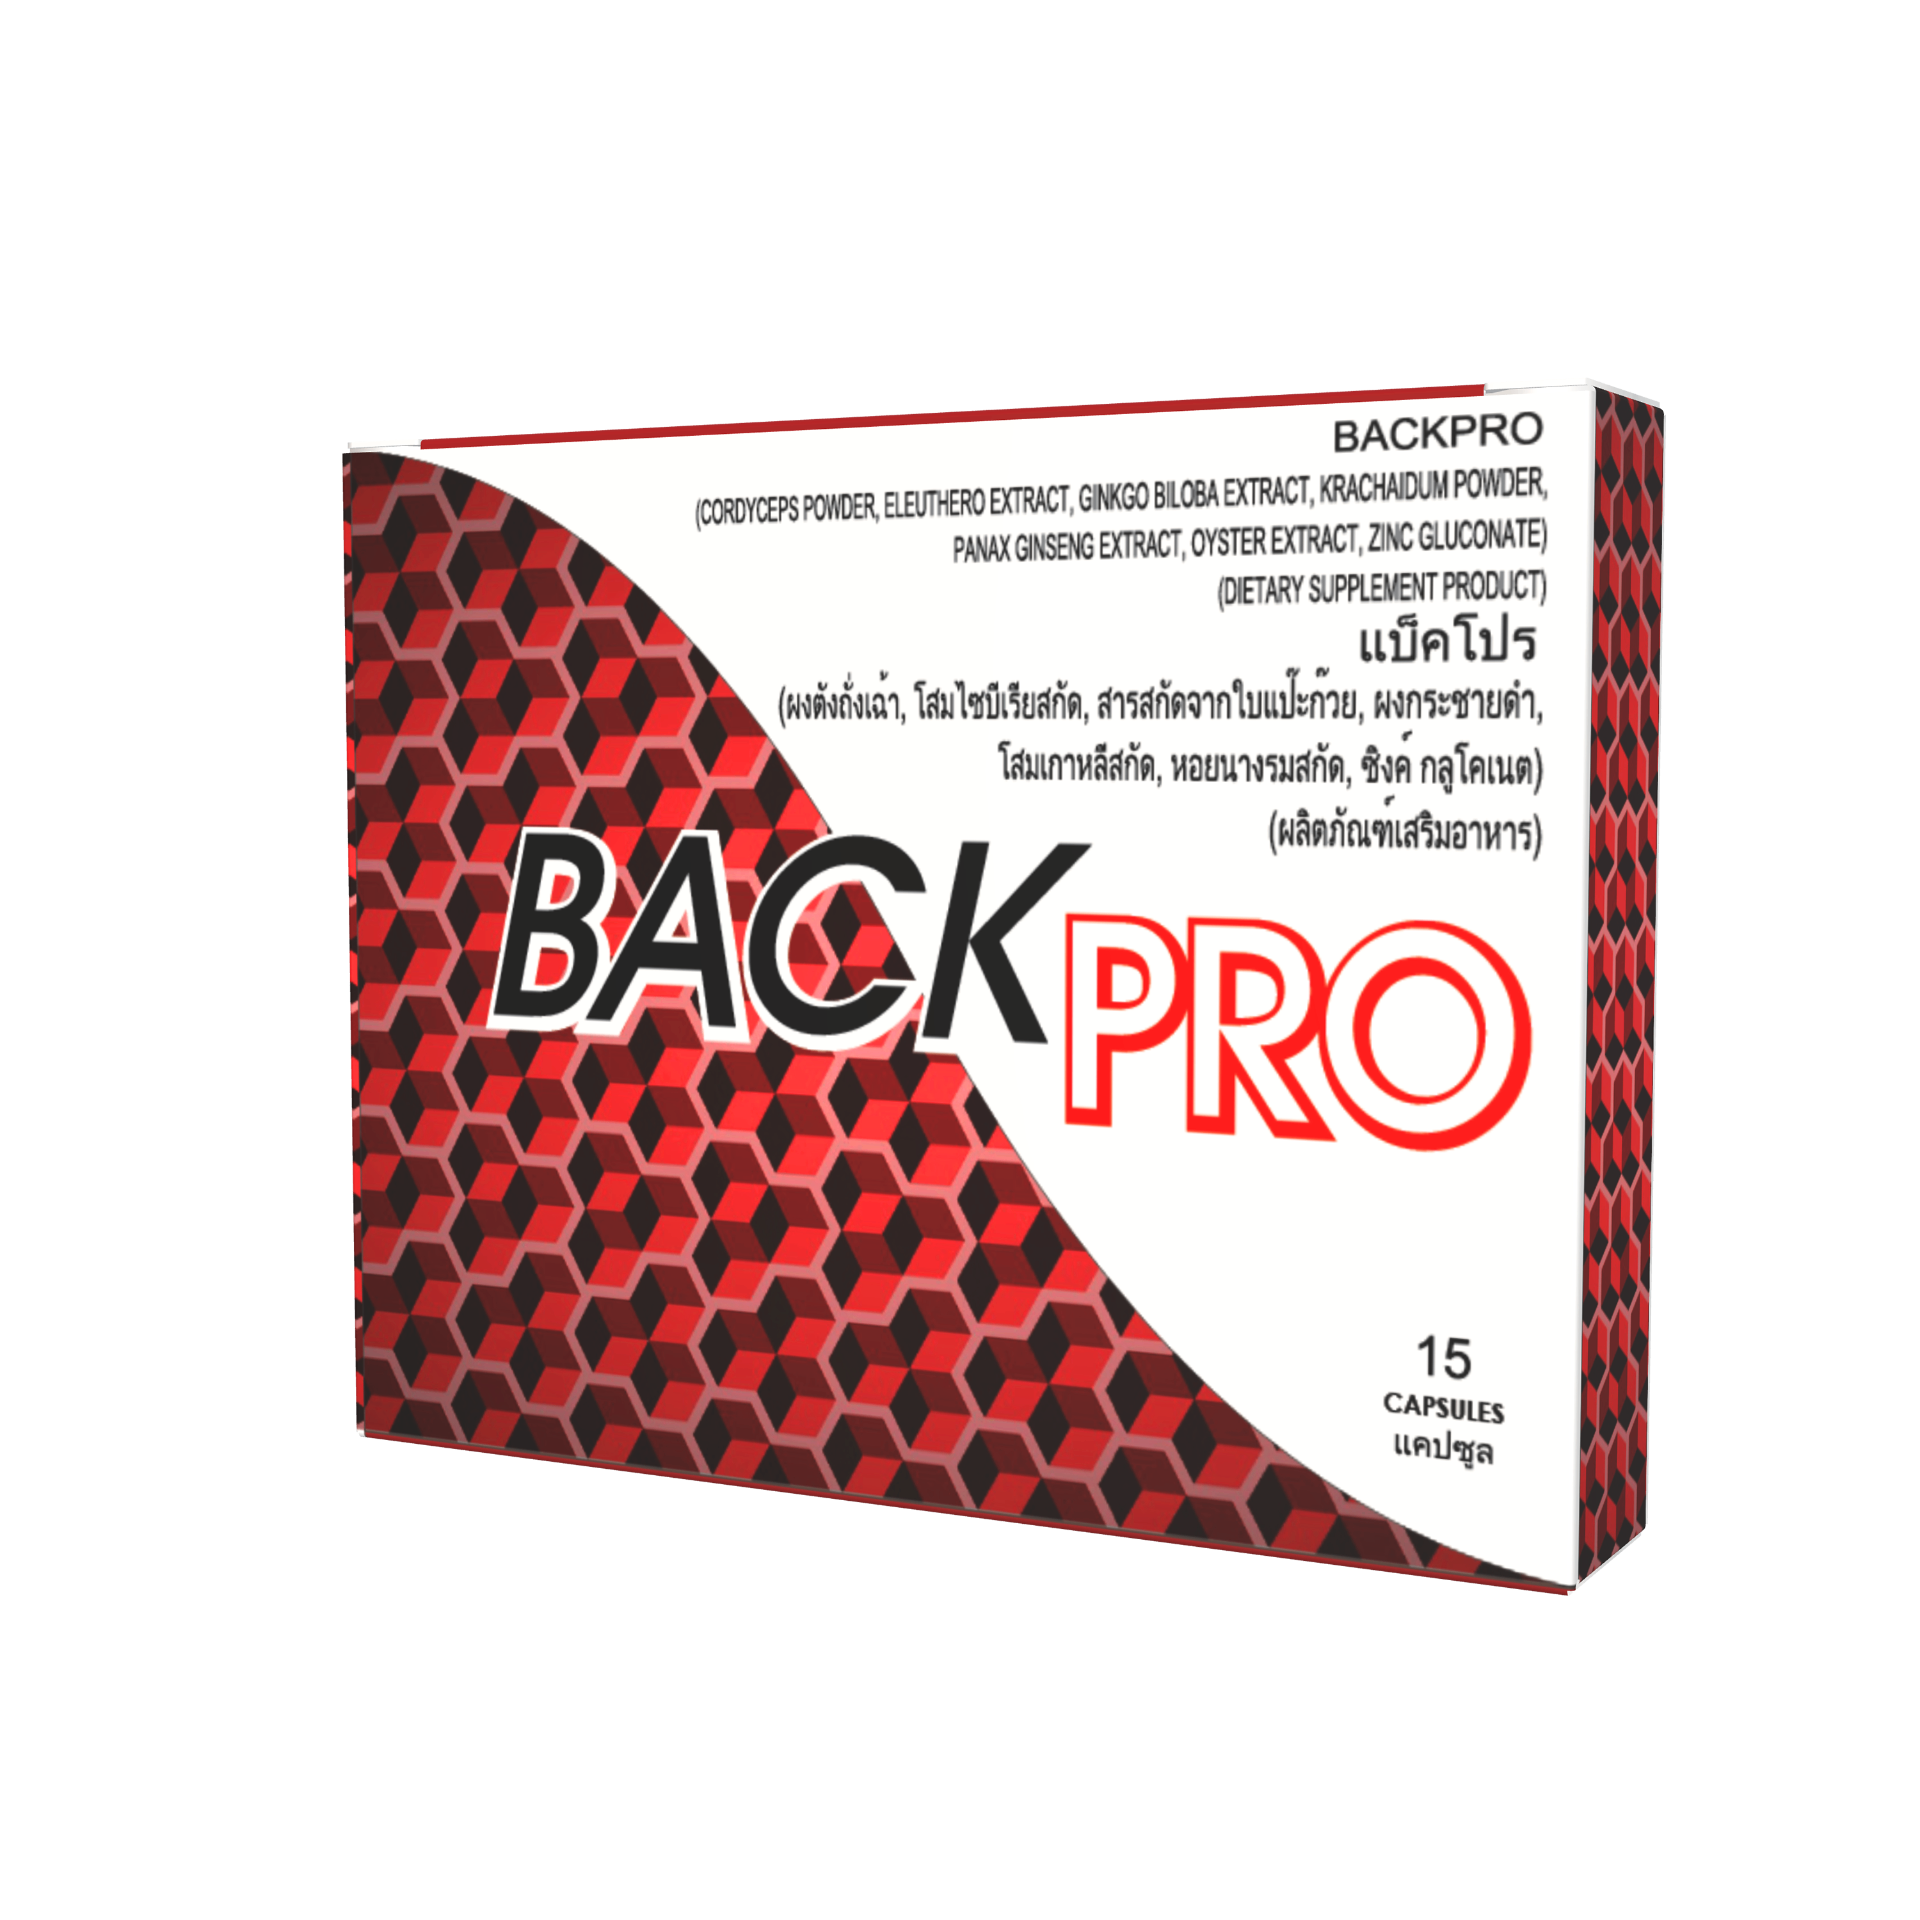 BACKPRO
(CORDYCEPS POWDER, ELEUTHERO EXTRACT, GINKGO BILOBA EXTRACT, KRACHAIDUM POWDER,
PANAX GINSENG EXTRACT, OYSTER EXTRACT, ZINC GLUCONATE)
(DIETARY SUPPLEMENT PRODUCT)
แบ็คโปร
(ผงตังถั่งเฉ้า, โสมไซบีเรียสกัด, สารสกัดจากใบแป๊ะก๊วย, ผงกระชายดำ,
โสมเกาหลีสกัด, หอยนางรมสกัด, ซิงค์ กลูโคเนต)
(ผลิตภัณฑ์เสริมอาหาร)
BACKPRO
15
CAPSULES
แคปซูล